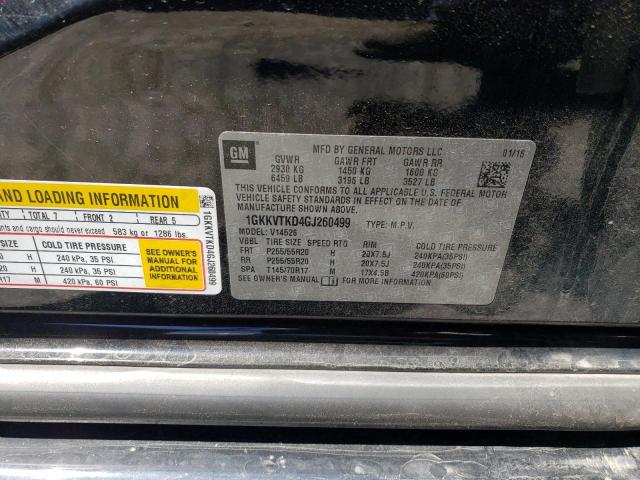 GM
MFD BY GENERAL MOTORS LLC
01/16
GVWR GAWR FRT GAWR RR
2930 KG 1450 KG 1600 KG
6459 LB 3196 LB 3527 LB
THIS VEHICLE CONFORMS TO ALL APPLICABLE U.S. FEDERAL MOTOR
VEHICLE SAFETY STANDARDS IN EFFECT ON THE DATE OF
MANUFACTURE SHOWN ABOVE.
1GKKVTKD4GJ260499 TYPE: M.P.V.
MODEL: V14526
VBBL TIRE SIZE SPEED RTG RIM COLD TIRE PRESSURE
FRT P255/55R20 H 20X7.5J 240KPA(35PSI)
RR P255/55R20 H 20X7.5J 240KPA(35PSI)
SPA T145/70R17 M 17X4.5B 420KPA(60PSI)
SEE OWNER'S MANUAL FOR MORE INFORMATION.
AND LOADING INFORMATION
TOTAL 7 FRONT 2 REAR 5
and cargo should never exceed 583 kg or 1286 lbs.
SIZE COLD TIRE PRESSURE
H 240 kPa, 35 PSI
20 H 240 kPa, 35 PSI
R17 M 420 kPa, 60 PSI
SEE OWNER'S
MANUAL FOR
ADDITIONAL
INFORMATION
1GKKVTKD4GJ260499